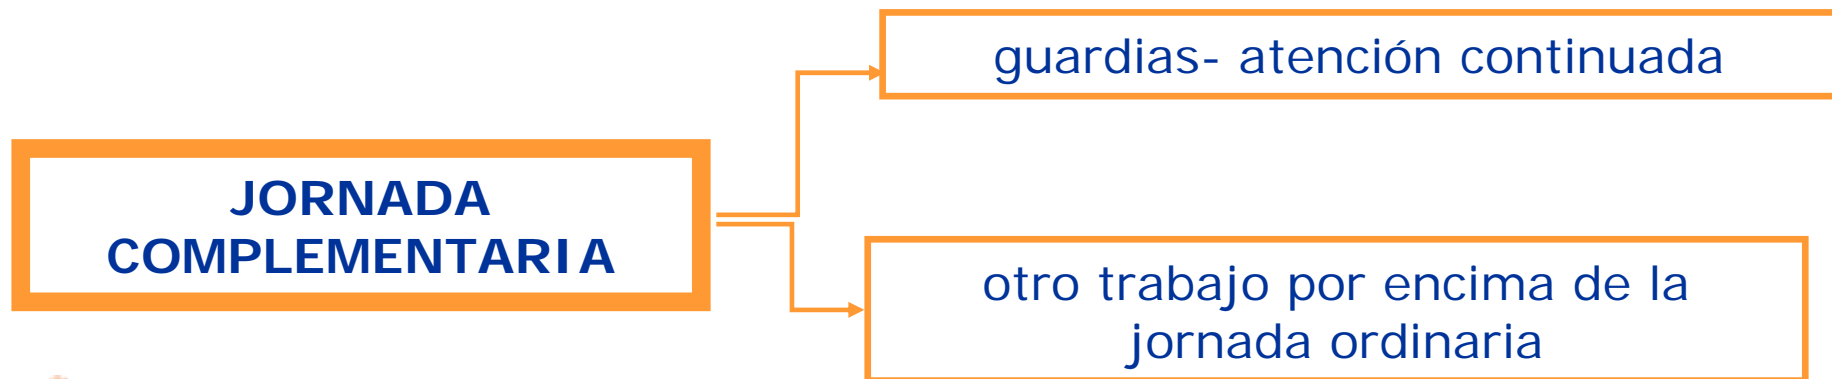 guardias- atención continuada
JORNADA
COMPLEMENTARIA
otro trabajo por encima de la
jornada ordinaria